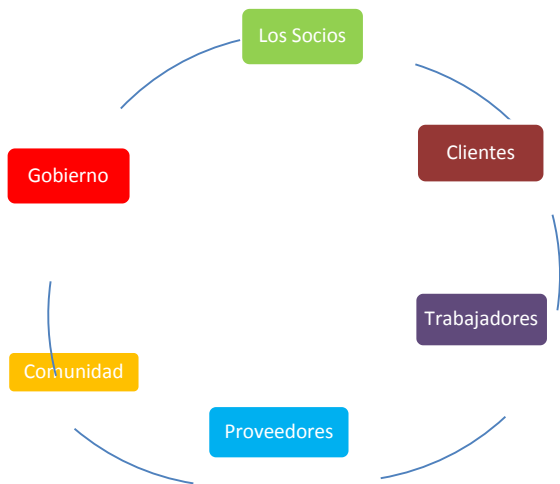 Los Socios
Clientes
Gobierno
Trabajadores
Comunidad
Proveedores